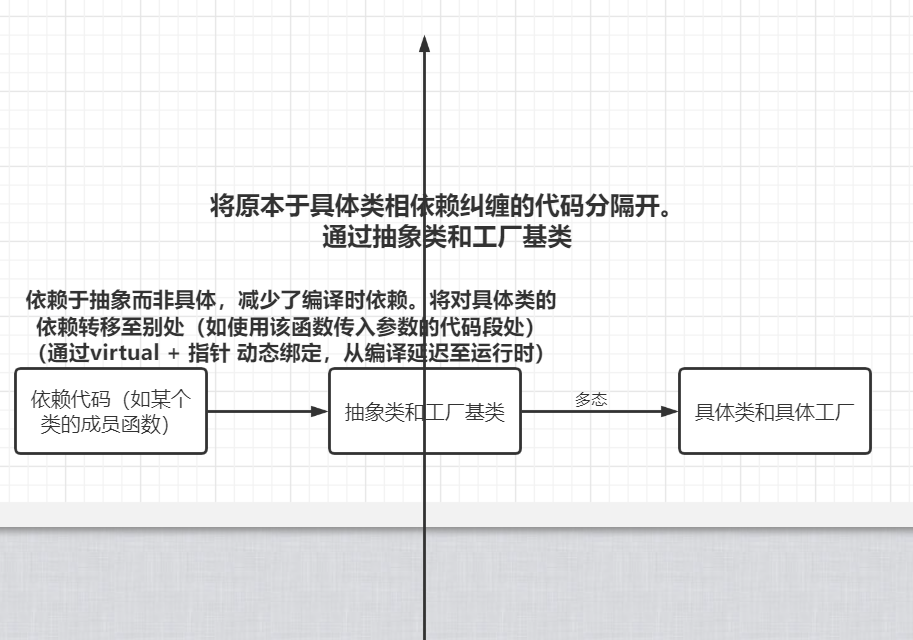 将原本于具体类相依赖纠缠的代码分隔开。
通过抽象类和工厂基类
依赖于抽象而非具体，减少了编译时依赖。将对具体类的
依赖转移至别处（如使用该函数传入参数的代码段处）
（通过virtual + 指针 动态绑定，从编译延迟至运行时）
依赖代码（如某个
类的成员函数）
抽象类和工厂基类
多态
具体类和具体工厂